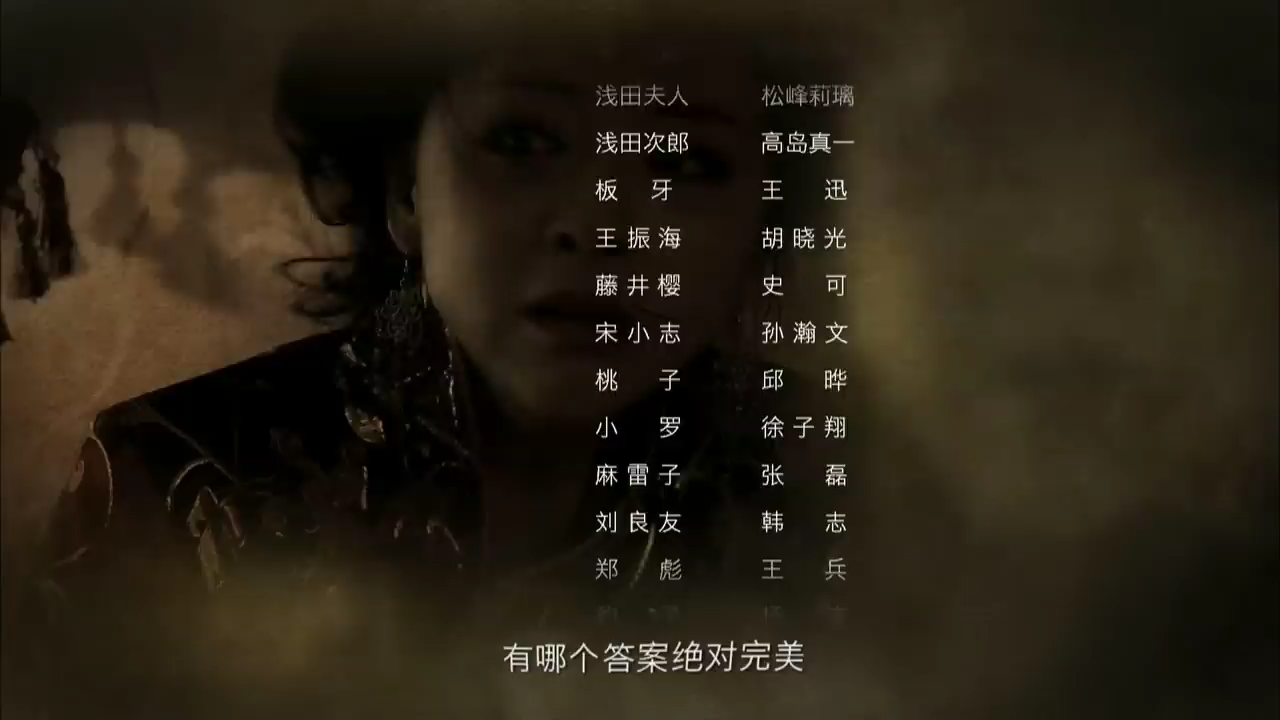 浅田夫人 松峰莉璃
浅田次郎 高岛真一
板牙 王迅
王振海 胡晓光
藤井樱 史可
宋小志 孙瀚文
桃子 邱晔
小罗 徐子翔
麻雷子 张磊
刘良友 韩志
郑彪 王兵
有哪个答案绝对完美